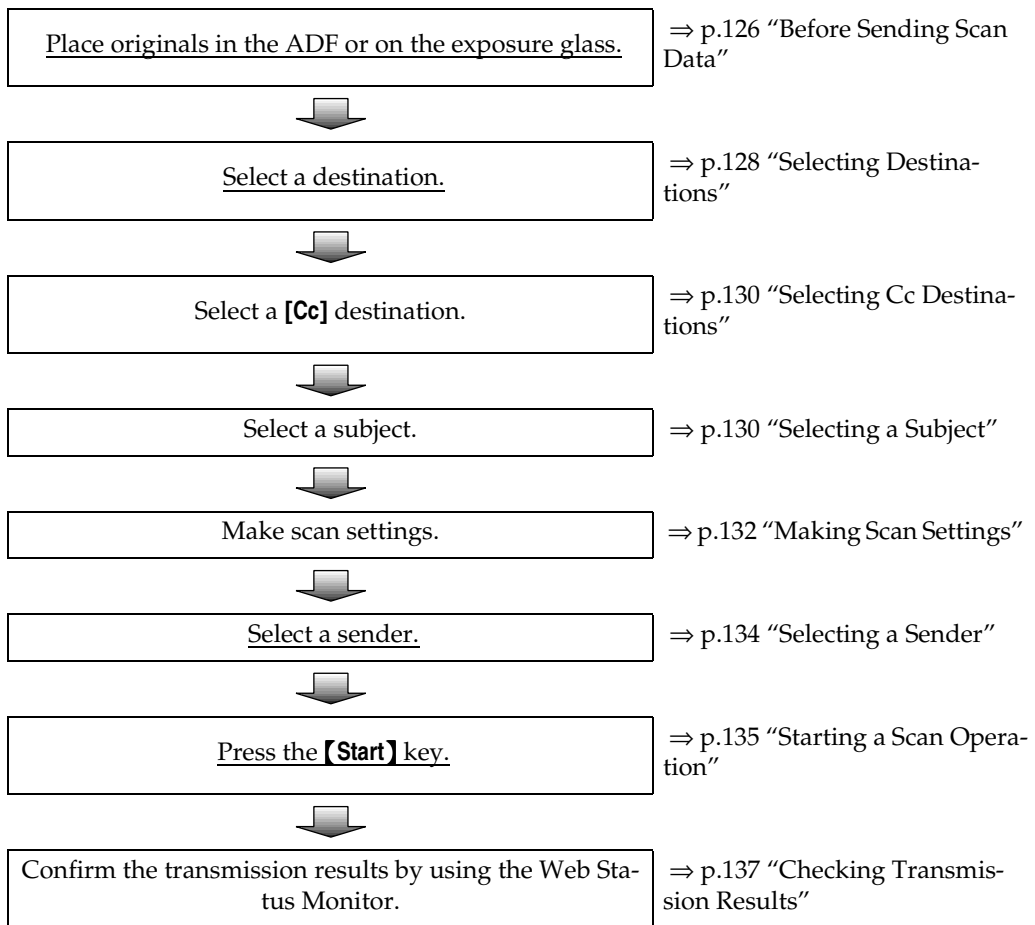 Place originals in the ADF or on the exposure glass.
⇒ p.126 “Before Sending Scan
Data”
Select a destination.
⇒ p.128 “Selecting Destina-
tions”
Select a [Cc] destination.
⇒ p.130 “Selecting Cc Destina-
tions”
Select a subject.
⇒ p.130 “Selecting a Subject”
Make scan settings.
⇒ p.132 “Making Scan Settings”
Select a sender.
⇒ p.134 “Selecting a Sender”
Press the 【Start】 key.
⇒ p.135 “Starting a Scan Opera-
tion”
Confirm the transmission results by using the Web Sta-
tus Monitor.
⇒ p.137 “Checking Transmis-
sion Results”